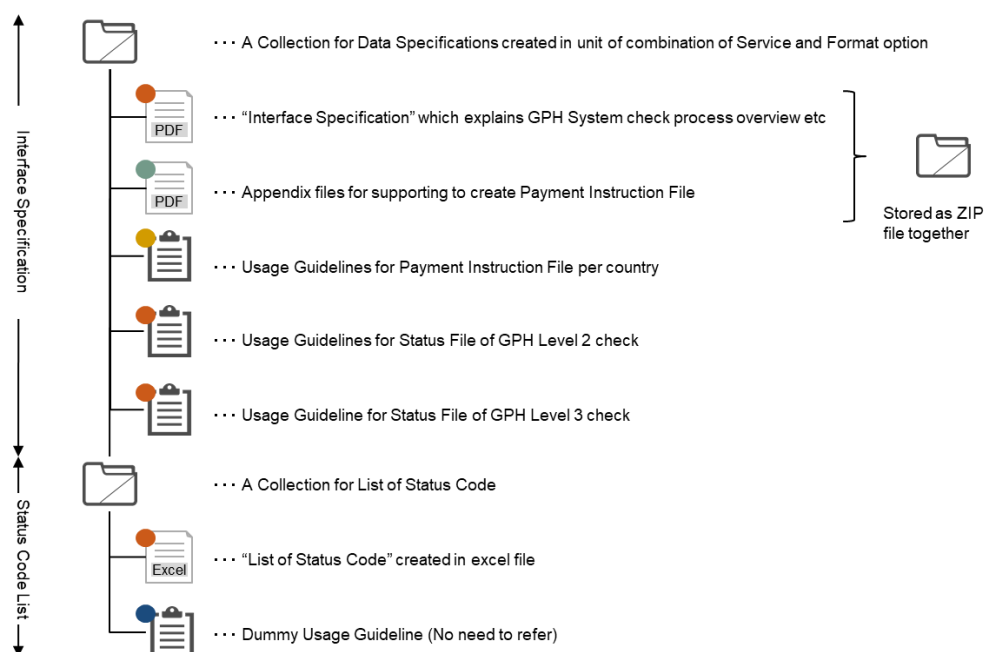 ··· A Collection for Data Specifications created in unit of combination of Service and Format option
PDF
··· “Interface Specification” which explains GPH System check process overview etc
PDF
··· Appendix files for supporting to create Payment Instruction File
Stored as ZIP
file together
··· Usage Guidelines for Payment Instruction File per country
··· Usage Guidelines for Status File of GPH Level 2 check
··· Usage Guideline for Status File of GPH Level 3 check
Interface Specification
··· A Collection for List of Status Code
Excel
··· “List of Status Code” created in excel file
··· Dummy Usage Guideline (No need to refer)
Status Code List